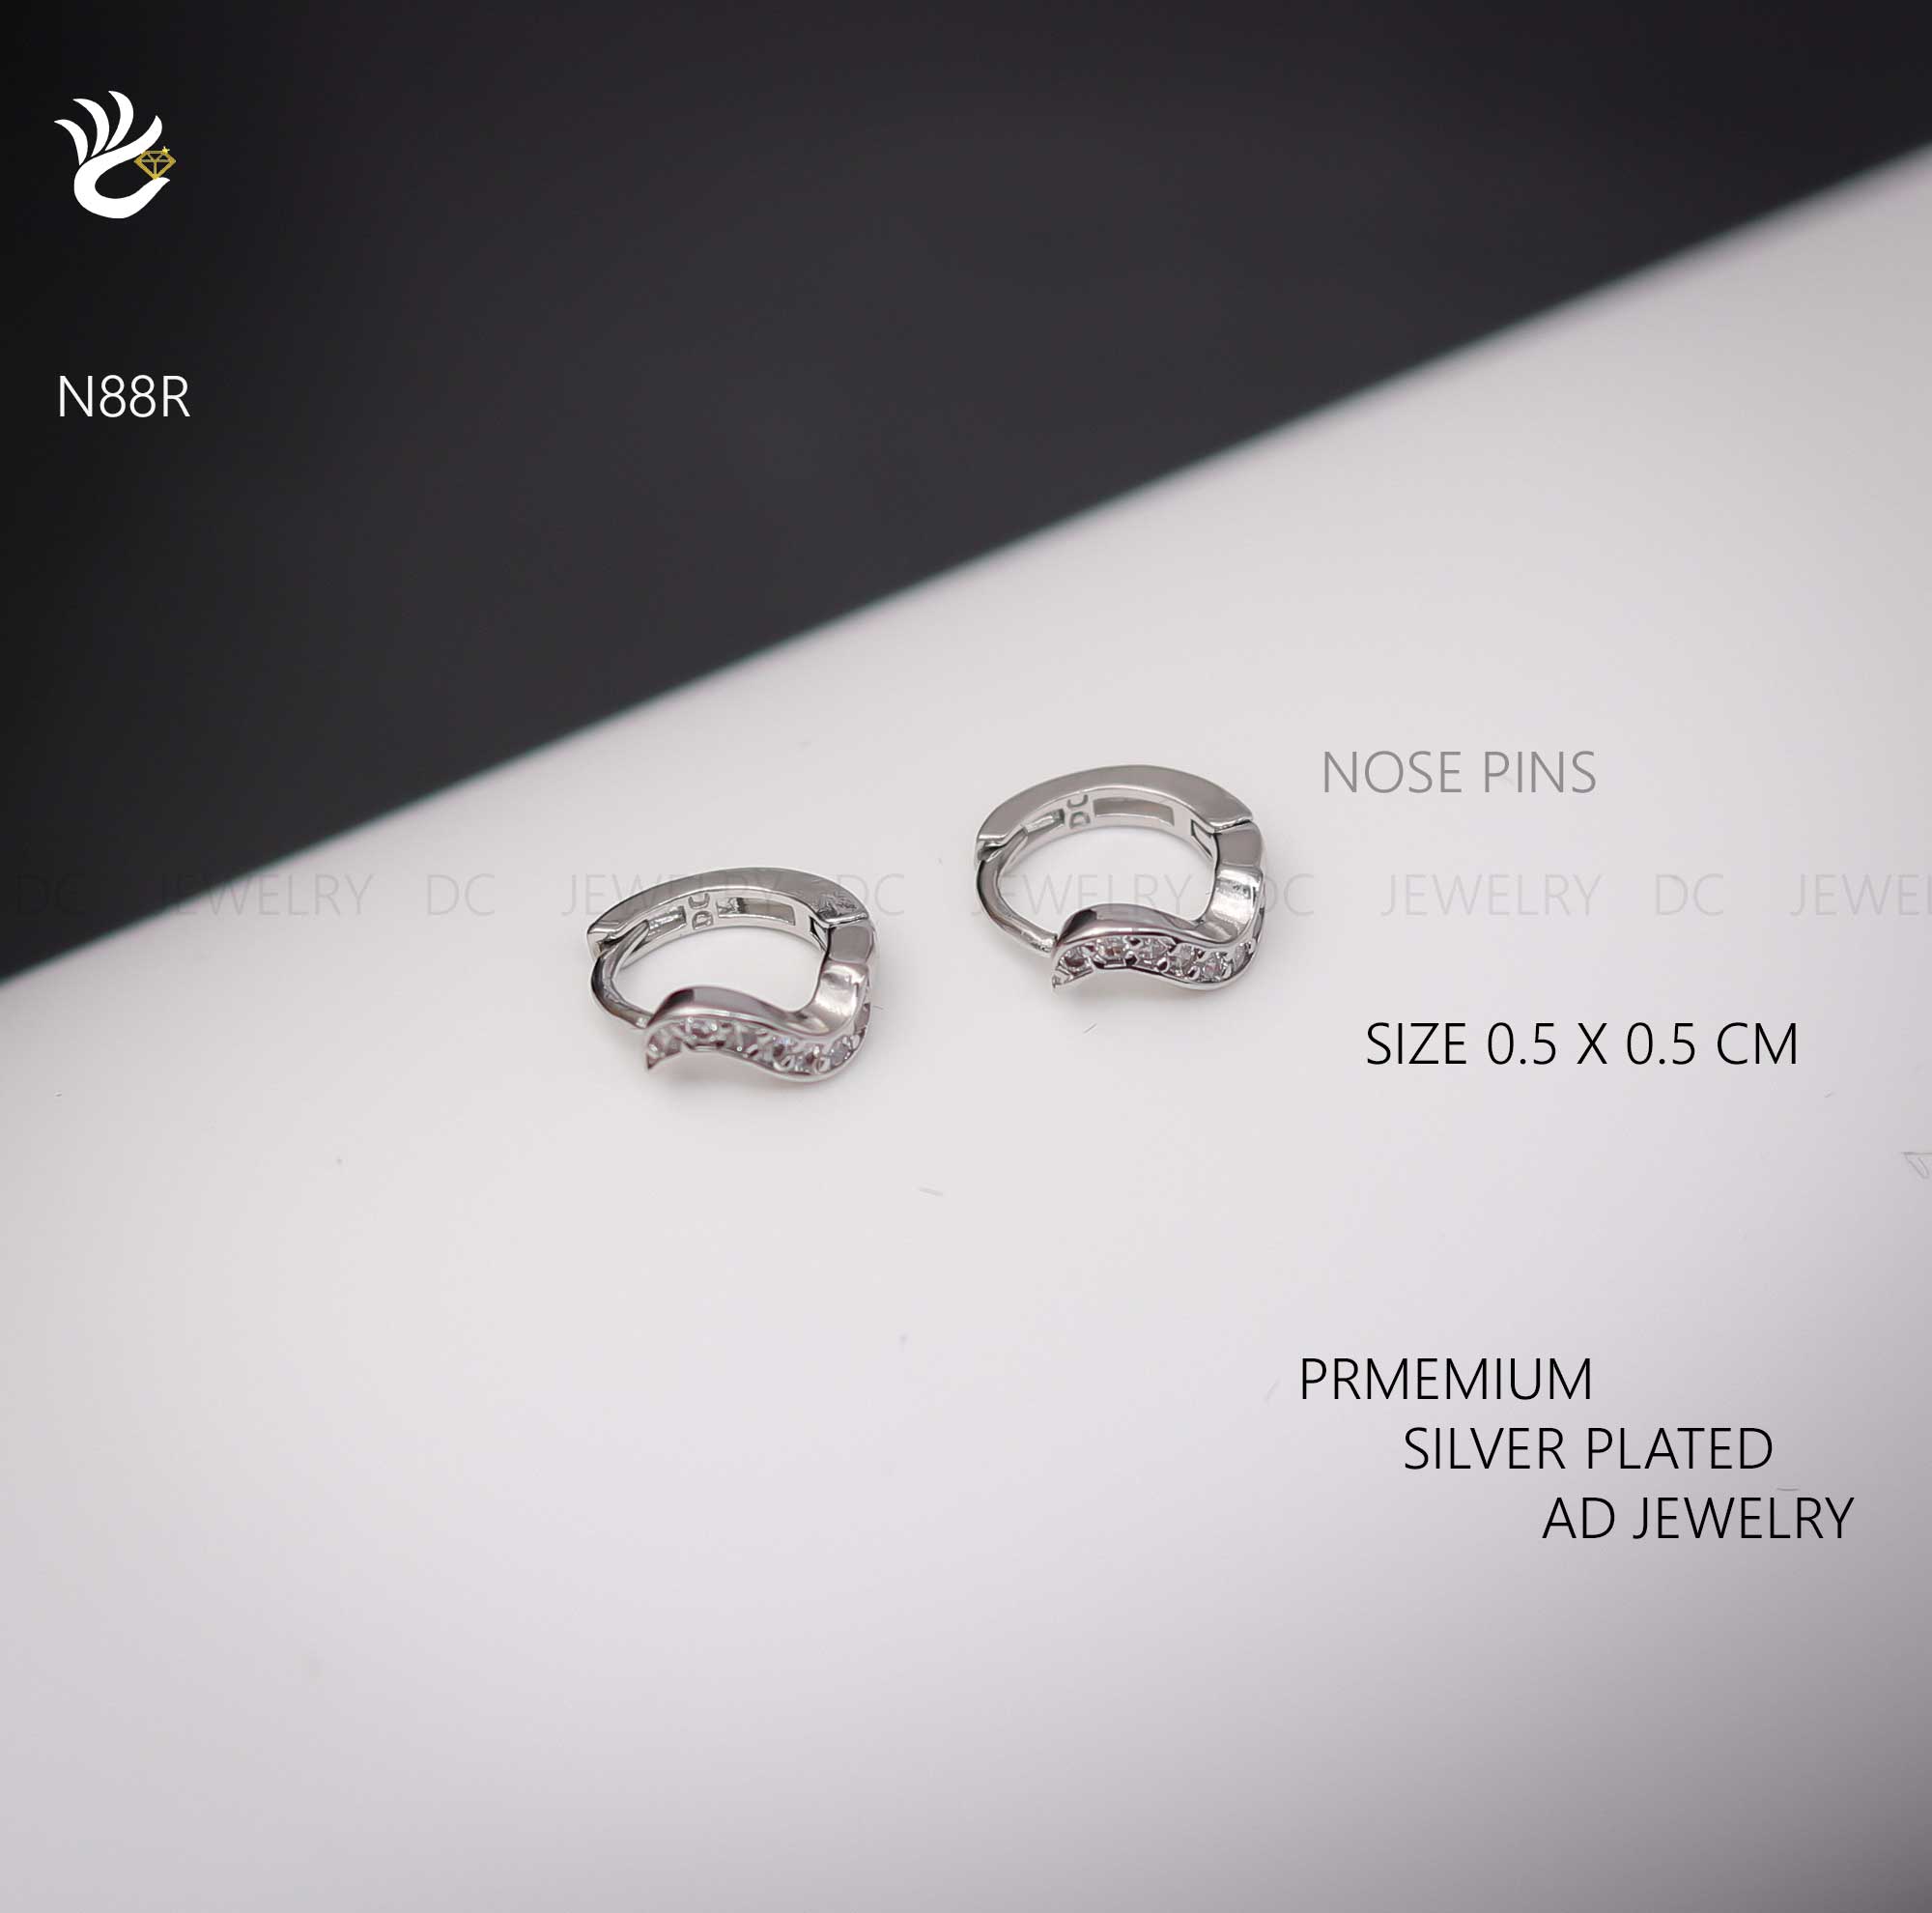 N88R
NOSE PINS
DC JEWELRY DC JEWELRY DC JEWELRY DC JEWEL
DC
DC
SIZE 0.5 X 0.5 CM
PRMEMIUM
SILVER PLATED
AD JEWELRY